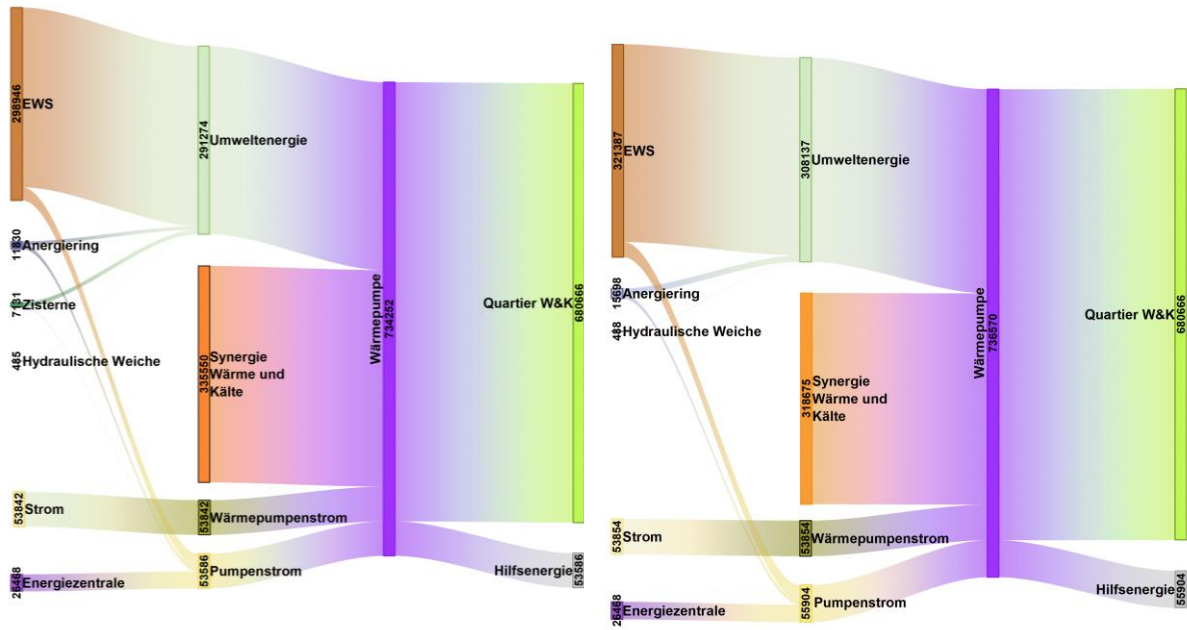 298946
EWS
291274
Umweltenergie
11830
Anergiering
7131
Zisterne
485
Hydraulische Weiche
335550
Synergie
Wärme und
Kälte
Wärmepumpe
734252
Quartier W&K
680666
53842
Strom
53842
Wärmepumpenstrom
26468
Energiezentrale
53586
Pumpenstrom
Hilfsenergie
53586
321387
EWS
308137
Umweltenergie
15698
Anergiering
488
Hydraulische Weiche
318675
Synergie
Wärme und
Kälte
Wärmepumpe
736570
Quartier W&K
680666
53854
Strom
53854
Wärmepumpenstrom
26468
Energiezentrale
55904
Pumpenstrom
Hilfsenergie
55904